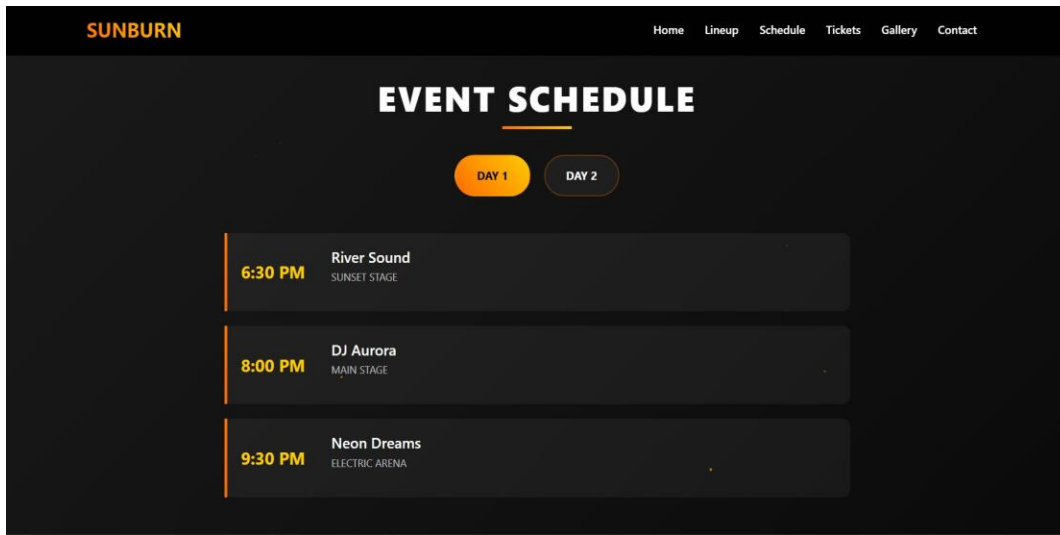 SUNBURN
Home Lineup Schedule Tickets Gallery Contact
EVENT SCHEDULE
DAY 1 DAY 2
6:30 PM
River Sound
SUNSET STAGE
8:00 PM
DJ Aurora
MAIN STAGE
9:30 PM
Neon Dreams
ELECTRIC ARENA